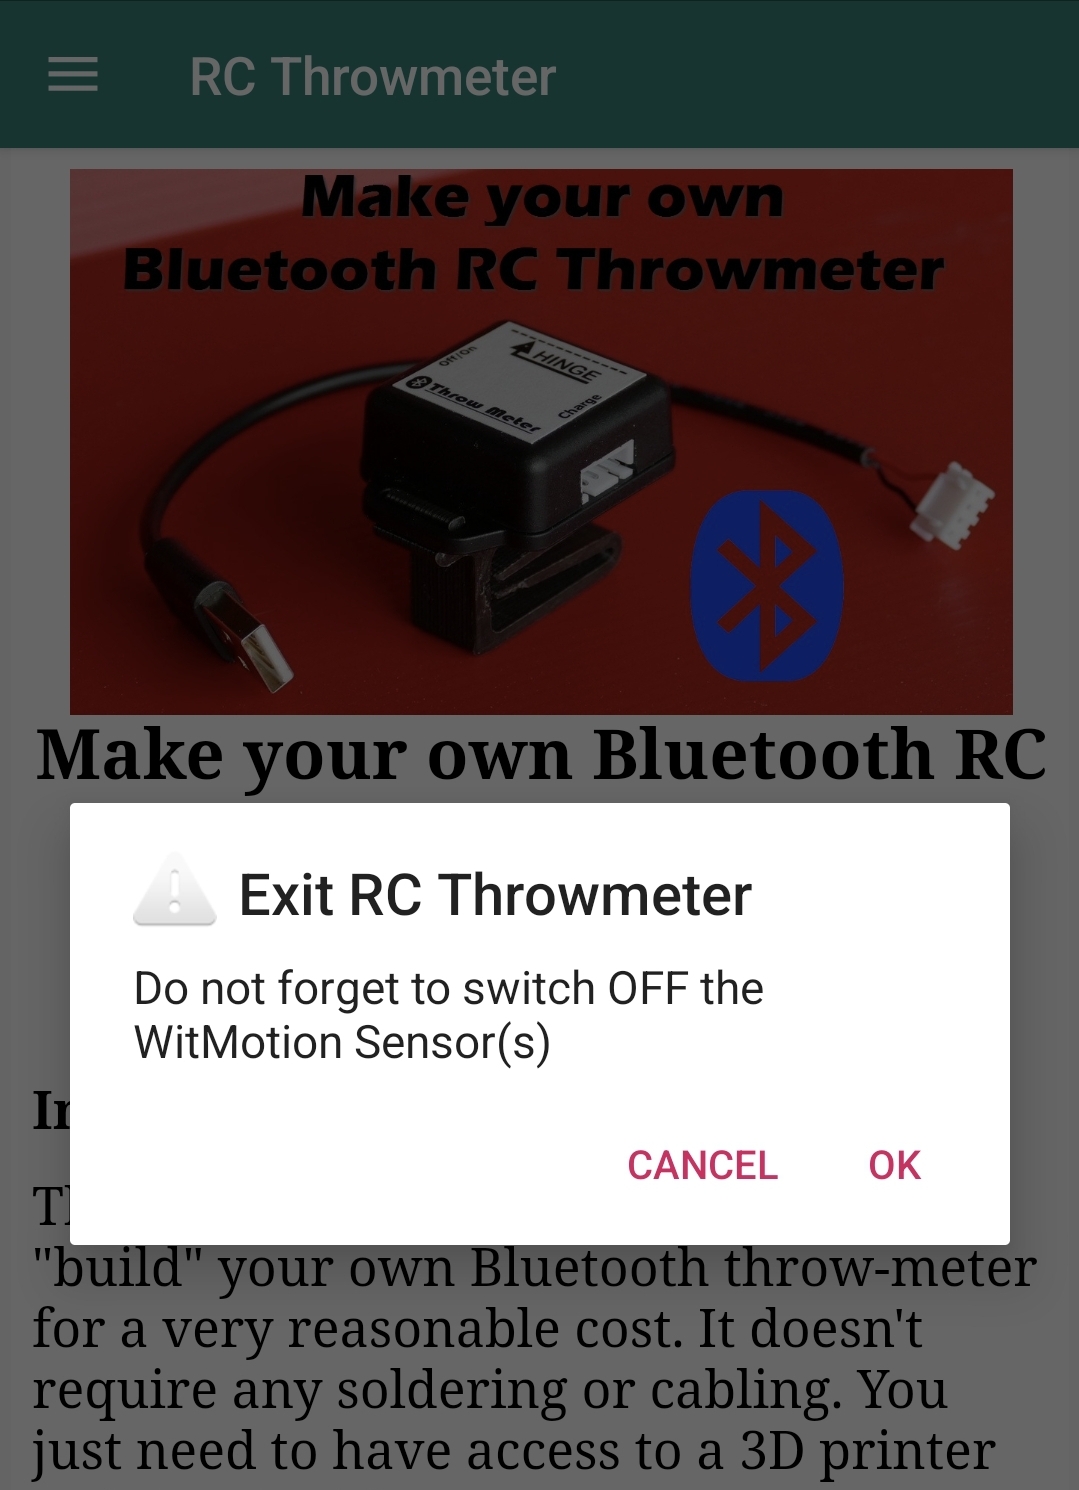 RC Throwmeter
Make your own
Bluetooth RC Throwmeter
Off/On
HINGE
Throw Meter
Charge
Make your own Bluetooth RC
Exit RC Throwmeter
Do not forget to switch OFF the
WitMotion Sensor(s)
CANCEL OK
"build" your own Bluetooth throw-meter
for a very reasonable cost. It doesn't
require any soldering or cabling. You
just need to have access to a 3D printer